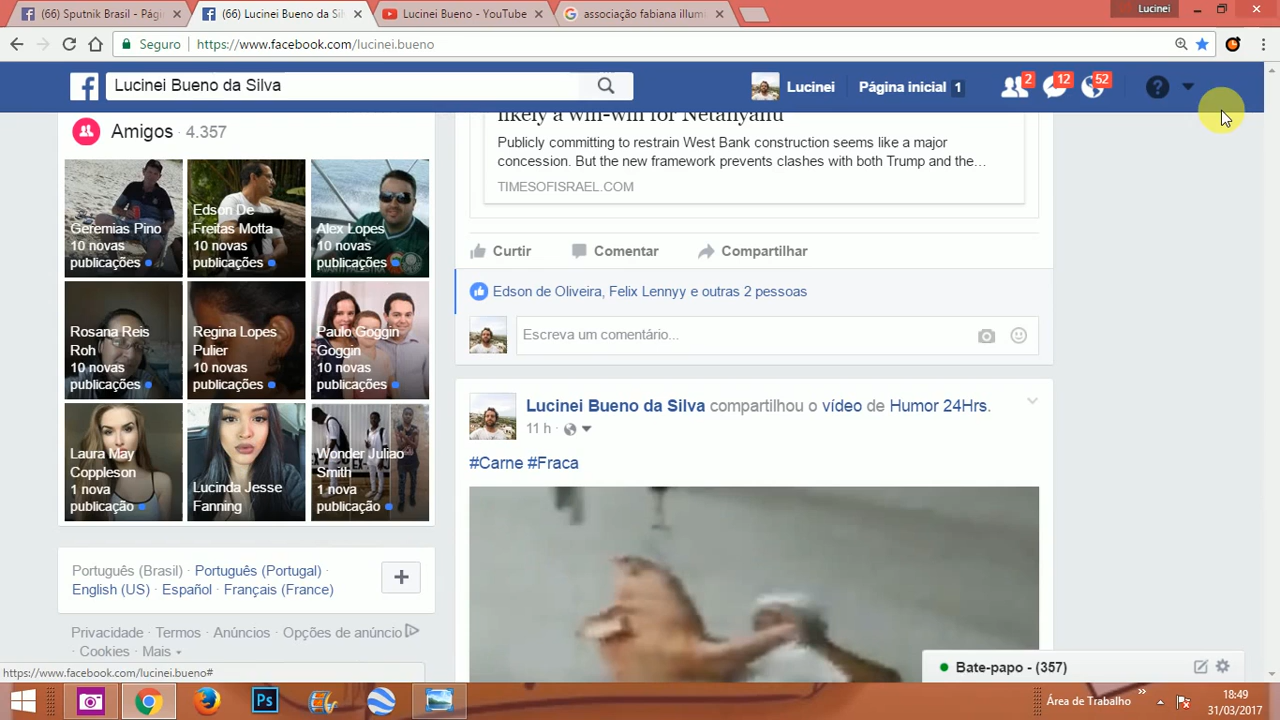 (66) Sputnik Brasil - Pági
(66) Lucinei Bueno da Sil
Lucinei Bueno - YouTube
associação fabiana illumi
Lucinei
Seguro
https://www.facebook.com/lucinei.bueno
Lucinei Bueno da Silva
Lucinei
Página inicial 1
2
12
52
?
Amigos · 4.357
likely a win-win for Netanyahu
Publicly committing to restrain West Bank construction seems like a major
concession. But the new framework prevents clashes with both Trump and the…
TIMESOFISRAEL.COM
Geremias Pino
10 novas
publicações
Edson De
Freitas Motta
10 novas
publicações
Alex Lopes
10 novas
publicações
Curtir
Comentar
Compartilhar
Edson de Oliveira, Felix Lennyy e outras 2 pessoas
Escreva um comentário...
Rosana Reis
Roh
10 novas
publicações
Regina Lopes
Pulier
10 novas
publicações
Paulo Goggin
Goggin
10 novas
publicações
Lucinei Bueno da Silva compartilhou o vídeo de Humor 24Hrs.
11 h ·
#Carne #Fraca
Laura May
Coppleson
1 nova
publicação
Lucinda Jesse
Fanning
Wonder Juliao
Smith
1 nova
publicação
Português (Brasil) · Português (Portugal) ·
English (US) · Español · Français (France)
Privacidade · Termos · Anúncios · Opções de anúncio
· Cookies · Mais
https://www.facebook.com/lucinei.bueno#
Bate-papo - (357)
Ps
Área de Trabalho
18:49
31/03/2017